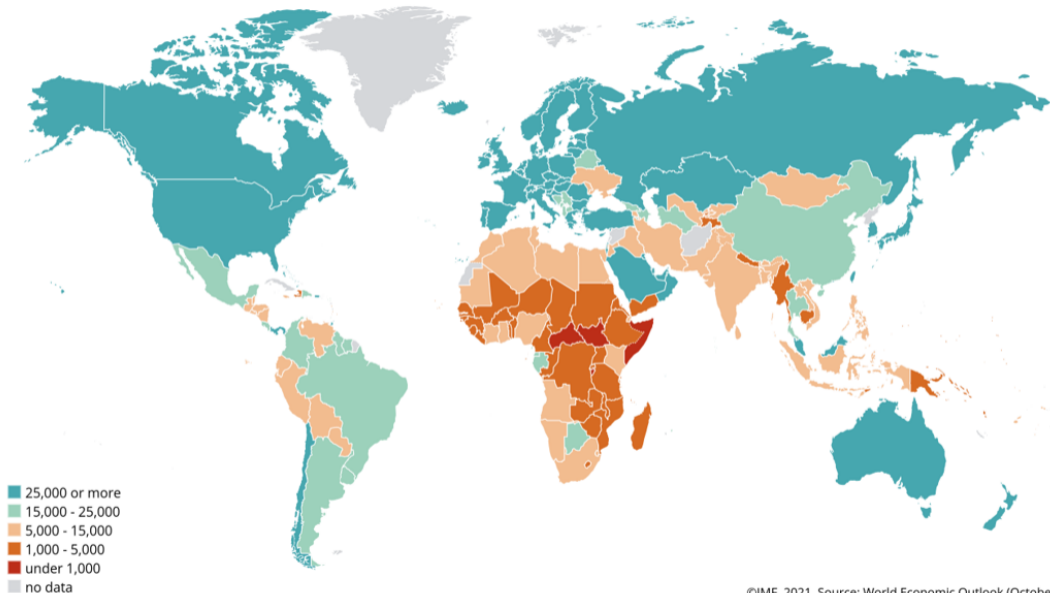 25,000 or more
15,000 - 25,000
5,000 - 15,000
1,000 - 5,000
under 1,000
no data
©IMF, 2021, Source: World Economic Outlook (Octobe